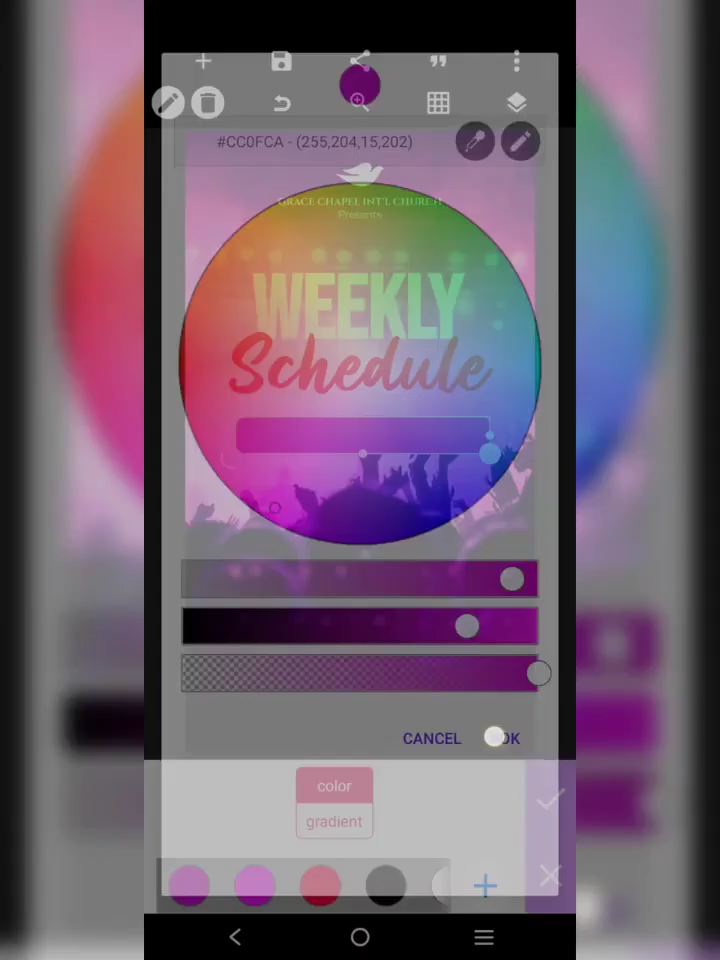 #CC0FCA - (255,204,15,202)
GRACE CHAPEL INT'L CHURCH
Presents
WEEKLY
Schedule
CANCEL OK
color
gradient